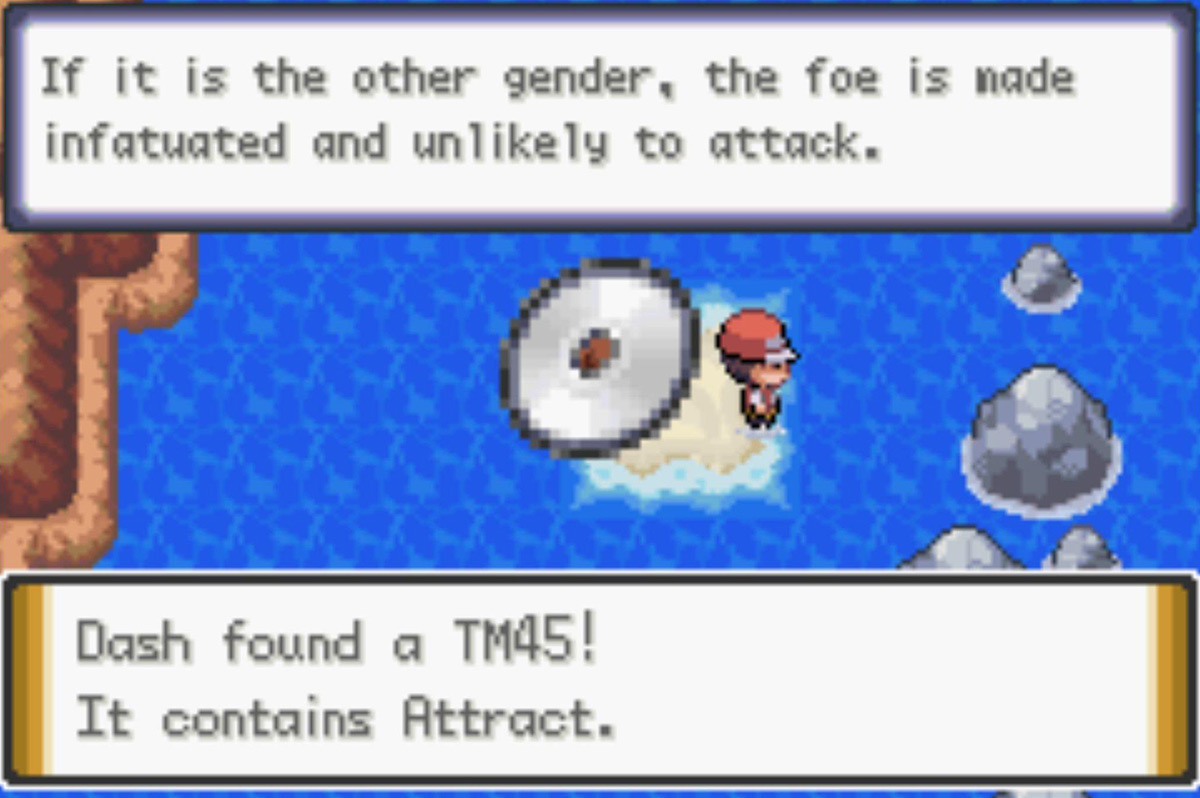 If it is the other gender, the foe is made
infatuated and unlikely to attack.
Dash found a TM45!
It contains Attract.